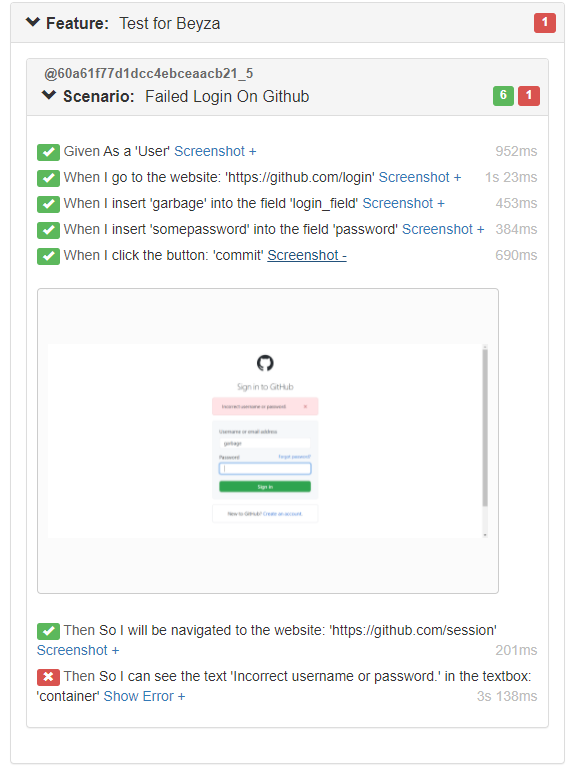 Feature: Test for Beyza 1
@60a61f77d1dcc4ebceaacb21_5
Scenario: Failed Login On Github 6 1
Given As a 'User' Screenshot + 952ms
When I go to the website: 'https://github.com/login' Screenshot + 1s 23ms
When I insert 'garbage' into the field 'login_field' Screenshot + 453ms
When I insert 'somepassword' into the field 'password' Screenshot + 384ms
When I click the button: 'commit' Screenshot - 690ms
Sign in to GitHub
Incorrect username or password.
Username or email address
garbage
Password Forgot password?
Sign in
New to GitHub? Create an account.
Then So I will be navigated to the website: 'https://github.com/session'
Screenshot + 201ms
Then So I can see the text 'Incorrect username or password.' in the textbox:
'container' Show Error + 3s 138ms